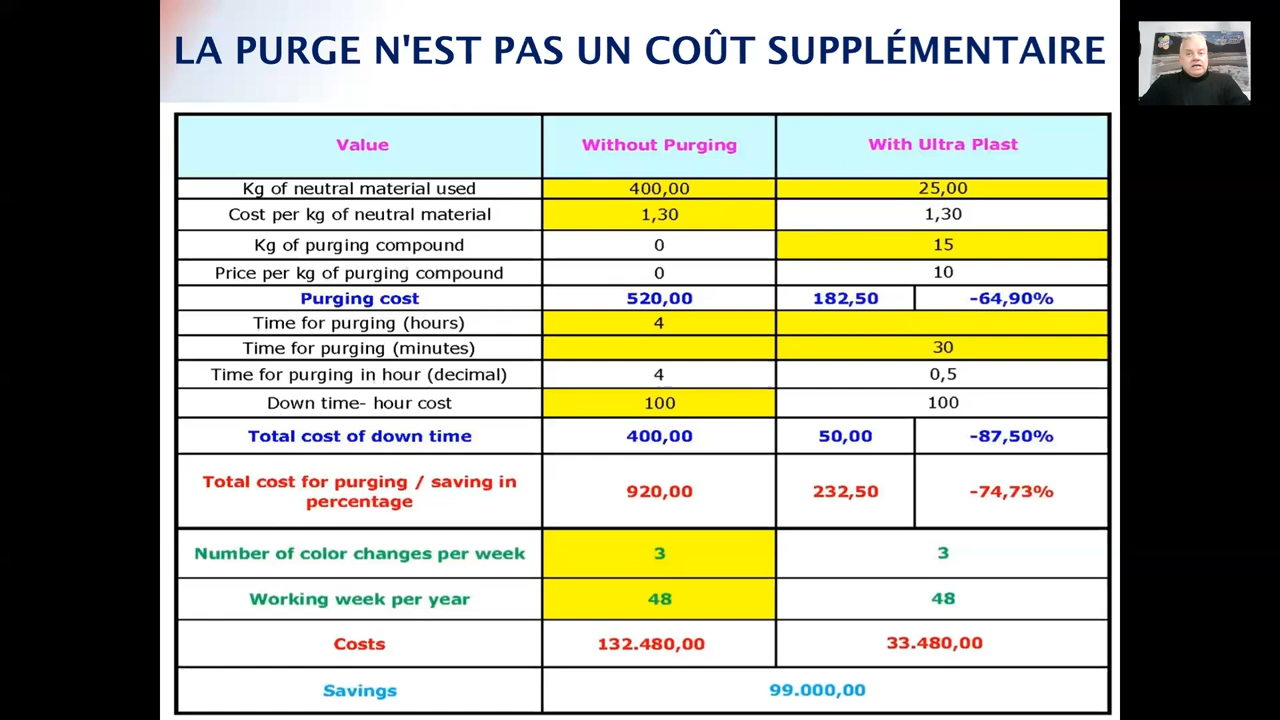 LA PURGE N'EST PAS UN COÛT SUPPLÉMENTAIRE
Value Without Purging With Ultra Plast
Kg of neutral material used 400,00 25,00
Cost per kg of neutral material 1,30 1,30
Kg of purging compound 0 15
Price per kg of purging compound 0 10
Purging cost 520,00 182,50 -64,90%
Time for purging (hours) 4
Time for purging (minutes) 30
Time for purging in hour (decimal) 4 0,5
Down time- hour cost 100 100
Total cost of down time 400,00 50,00 -87,50%
Total cost for purging / saving in
percentage 920,00 232,50 -74,73%
Number of color changes per week 3 3
Working week per year 48 48
Costs 132.480,00 33.480,00
Savings 99.000,00